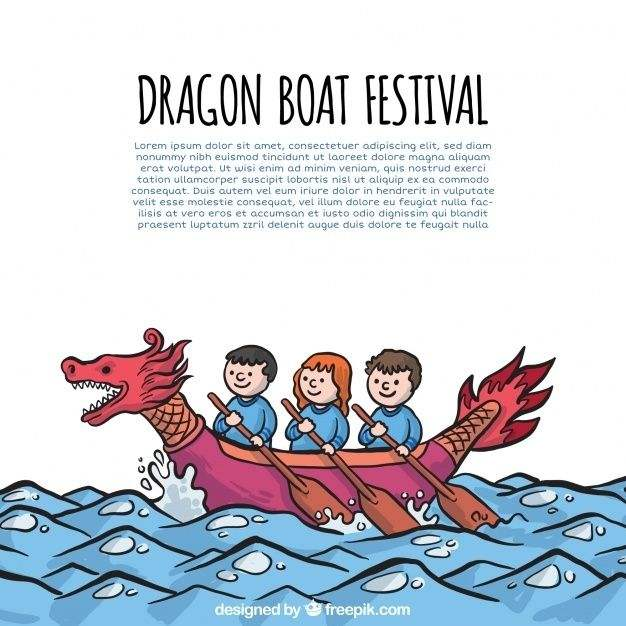 DRAGON BOAT FESTIVAL
Lorem ipsum dolor sit amet, consectetuer adipiscing elit, sed diam
nonummy nibh euismod tincidunt ut laoreet dolore magna aliquam
erat volutpat. Ut wisi enim ad minim veniam, quis nostrud exerci
tation ullamcorper suscipit lobortis nisl ut aliquip ex ea commodo
consequat. Duis autem vel eum iriure dolor in hendrerit in vulputate
velit esse molestie consequat, vel illum dolore eu feugiat nulla fac-
ilisis at vero eros et accumsan et iusto odio dignissim qui blandit
praesent luptatum zzril delenit augue duis dolore te feugait nulla
designed by freepik.com